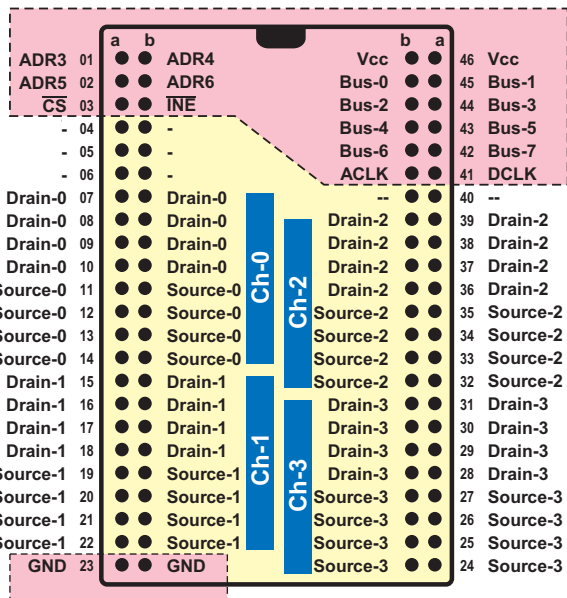 a b b a
ADR3 01 ADR4 Vcc 46 Vcc
ADR5 02 ADR6 Bus-0 45 Bus-1
CS 03 INE Bus-2 44 Bus-3
- 04 - Bus-4 43 Bus-5
- 05 - Bus-6 42 Bus-7
- 06 - ACLK 41 DCLK
Drain-0 07 Drain-0 -- 40 --
Drain-0 08 Drain-0 Drain-2 39 Drain-2
Drain-0 09 Drain-0 Drain-2 38 Drain-2
Drain-0 10 Drain-0 Drain-2 37 Drain-2
Source-0 11 Source-0 Drain-2 36 Drain-2
Source-0 12 Source-0 Source-2 35 Source-2
Source-0 13 Source-0 Source-2 34 Source-2
Source-0 14 Source-0 Source-2 33 Source-2
Drain-1 15 Drain-1 Source-2 32 Source-2
Drain-1 16 Drain-1 Drain-3 31 Drain-3
Drain-1 17 Drain-1 Drain-3 30 Drain-3
Drain-1 18 Drain-1 Drain-3 29 Drain-3
Source-1 19 Source-1 Drain-3 28 Drain-3
Source-1 20 Source-1 Source-3 27 Source-3
Source-1 21 Source-1 Source-3 26 Source-3
Source-1 22 Source-1 Source-3 25 Source-3
GND 23 GND Source-3 24 Source-3
Ch-0
Ch-2
Ch-1
Ch-3